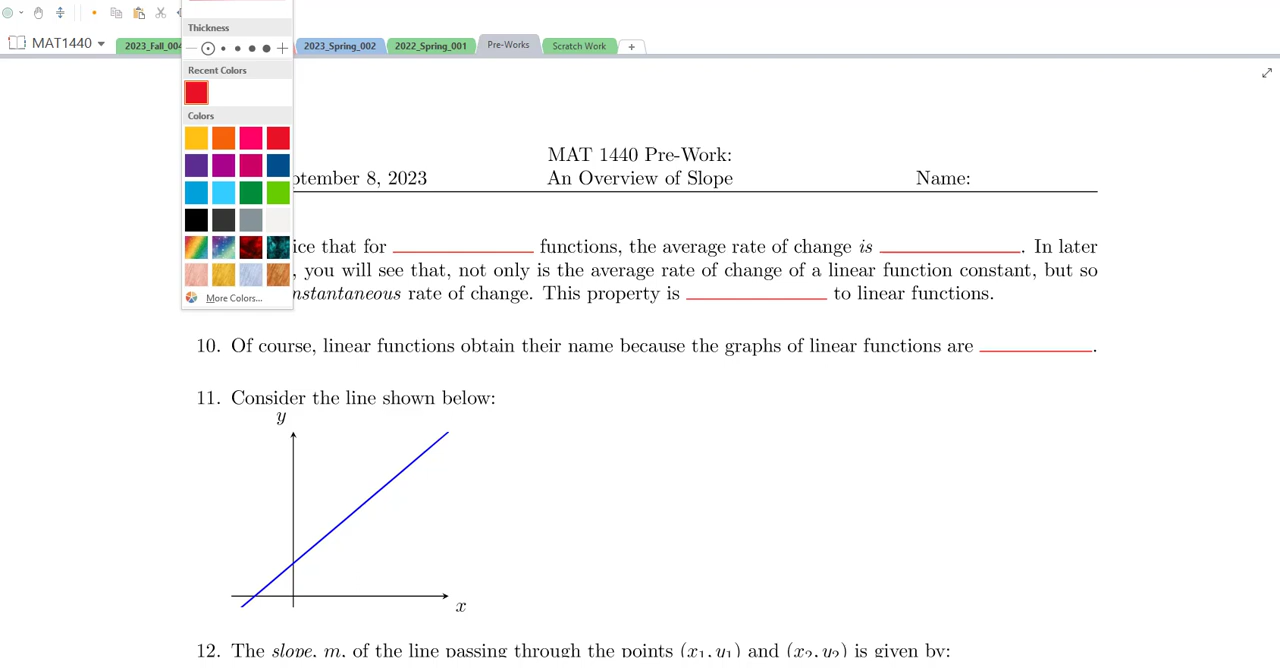 Thickness
MAT1440 2023_Fall_004 2023_Spring_002 2022_Spring_001 Pre-Works Scratch Work +
Recent Colors
Colors
More Colors...
MAT 1440 Pre-Work:
ptember 8, 2023 An Overview of Slope Name:
ice that for functions, the average rate of change is . In later
, you will see that, not only is the average rate of change of a linear function constant, but so
nstantaneous rate of change. This property is to linear functions.
10. Of course, linear functions obtain their name because the graphs of linear functions are .
11. Consider the line shown below:
y
x
12. The slope, m, of the line passing through the points (x₁, y₁) and (x₂, y₂) is given by: